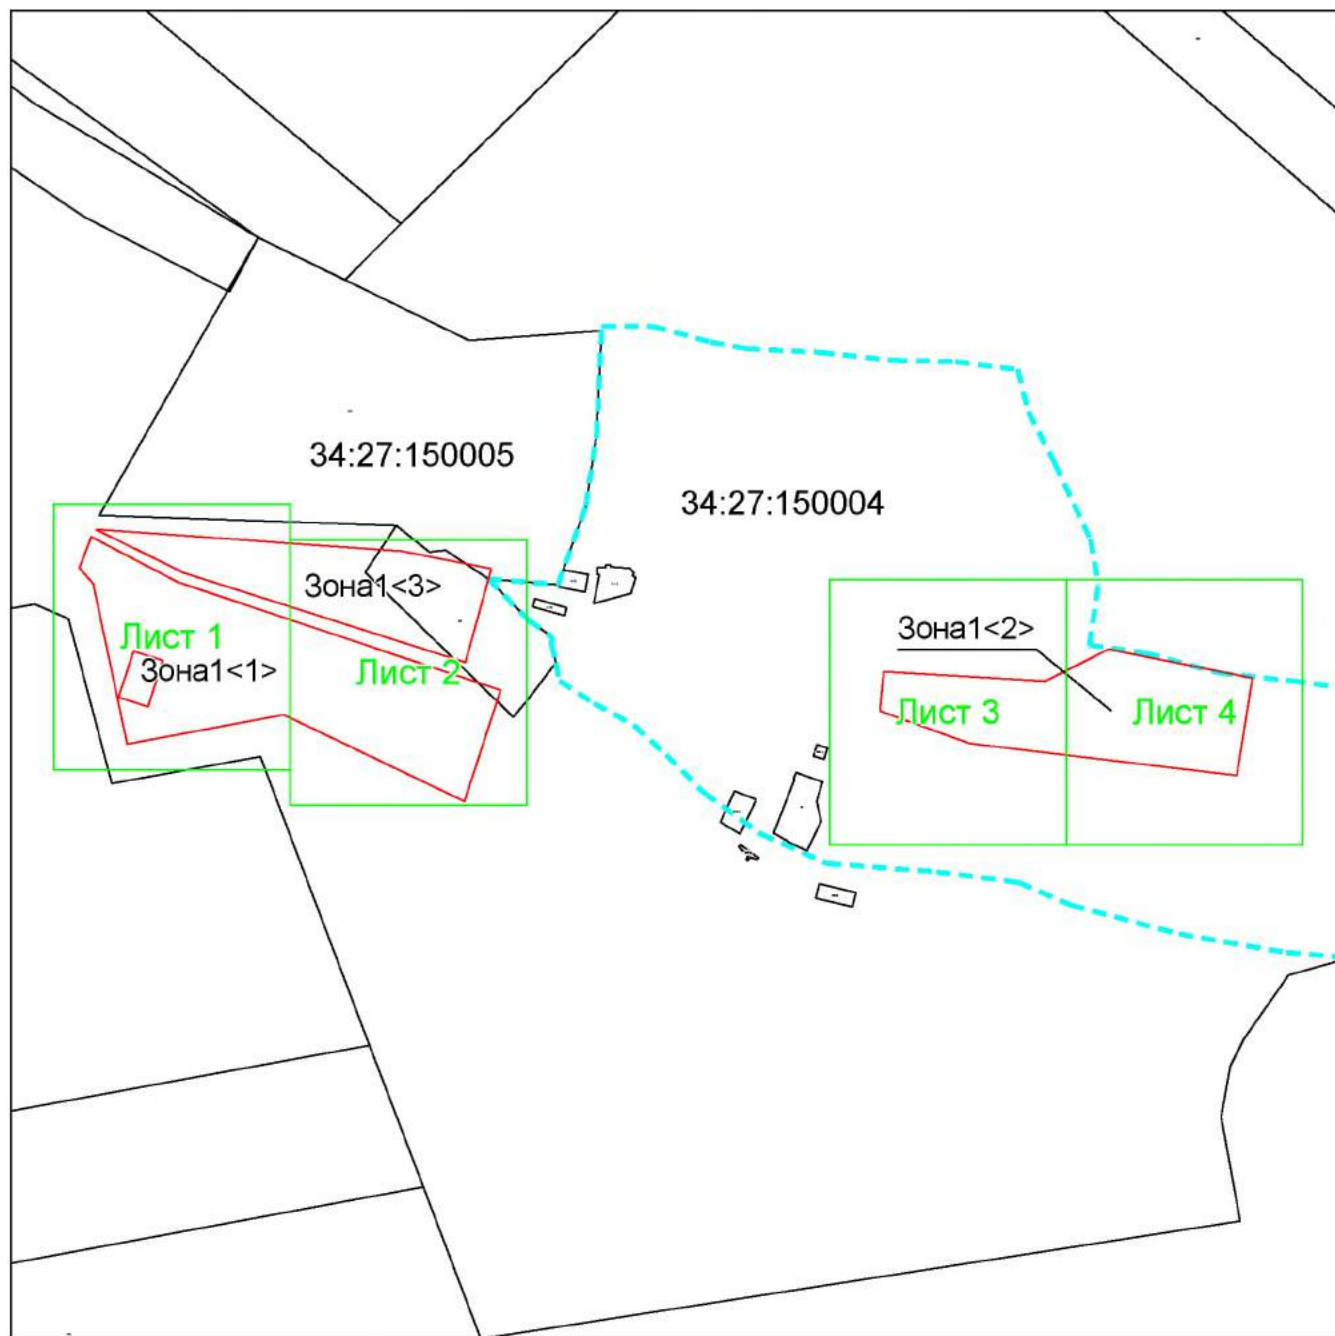 34:27:150005
34:27:150004
Зона1<3>
Зона1<2>
Лист 1
Зона1<1>
Лист 2
Лист 3
Лист 4